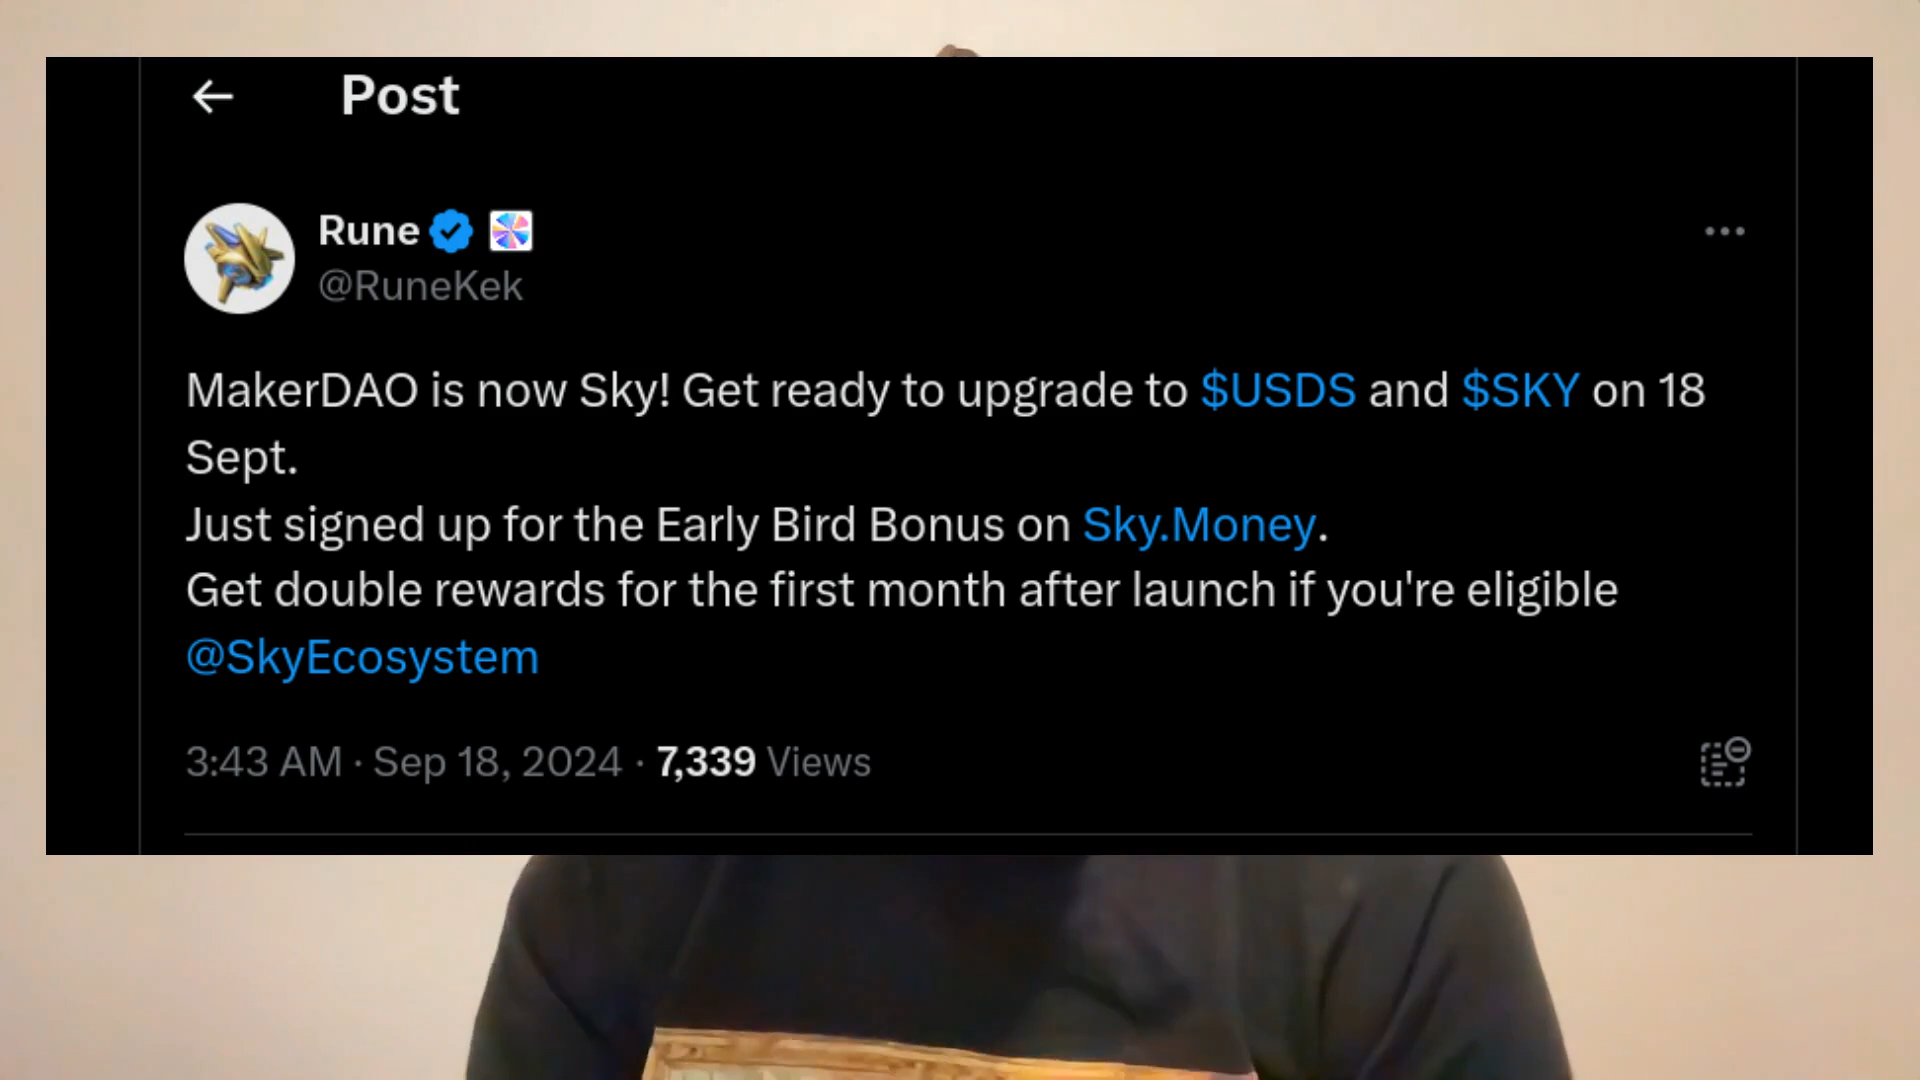 Post
Rune
@RuneKek
MakerDAO is now Sky! Get ready to upgrade to $USDS and $SKY on 18
Sept.
Just signed up for the Early Bird Bonus on Sky.Money.
Get double rewards for the first month after launch if you're eligible
@SkyEcosystem
3:43 AM · Sep 18, 2024 · 7,339 Views